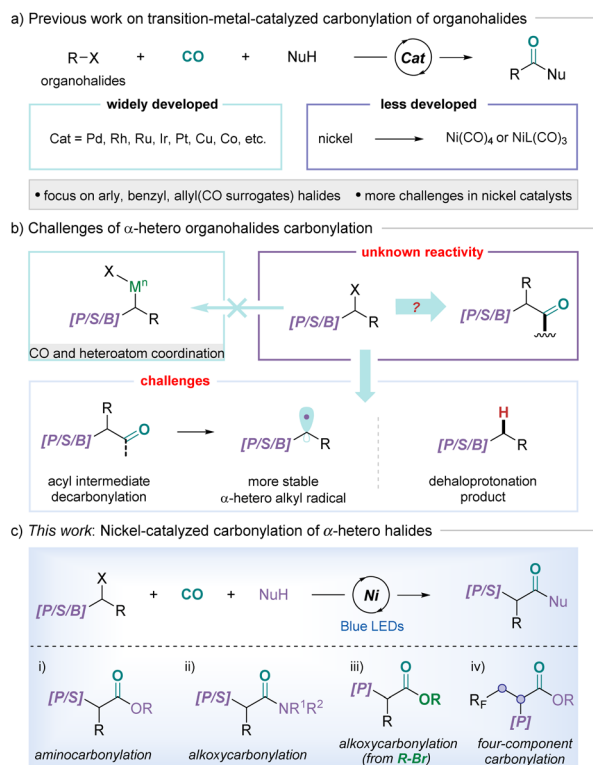 a) Previous work on transition-metal-catalyzed carbonylation of organohalides
R–X + CO + NuH Cat O R Nu
organohalides
widely developed
Cat = Pd, Rh, Ru, Ir, Pt, Cu, Co, etc.
less developed
nickel Ni(CO)4 or NiL(CO)3
• focus on arly, benzyl, allyl(CO surrogates) halides • more challenges in nickel catalysts
b) Challenges of α-hetero organohalides carbonylation
unknown reactivity
X Mⁿ
[P/S/B] R
CO and heteroatom coordination
X
[P/S/B] R
?
R O
[P/S/B]
challenges
R O
[P/S/B]
acyl intermediate
decarbonylation
[P/S/B] R
more stable
α-hetero alkyl radical
H
[P/S/B] R
dehaloprotonation
product
c) This work: Nickel-catalyzed carbonylation of α-hetero halides
X
[P/S/B] R + CO + NuH Ni
Blue LEDs
O
[P/S] Nu
R
i)
O
[P/S] OR
R
aminocarbonylation
ii)
O
[P/S] NR¹R²
R
alkoxycarbonylation
iii)
O
[P] OR
R
alkoxycarbonylation
(from R-Br)
iv)
O
RF OR
[P]
four-component
carbonylation